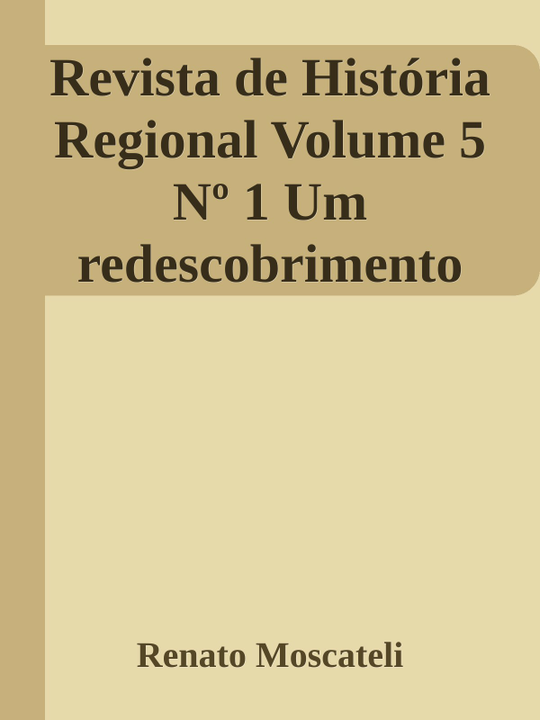 Revista de História
Regional Volume 5
Nº 1 Um
redescobrimento
Renato Moscateli